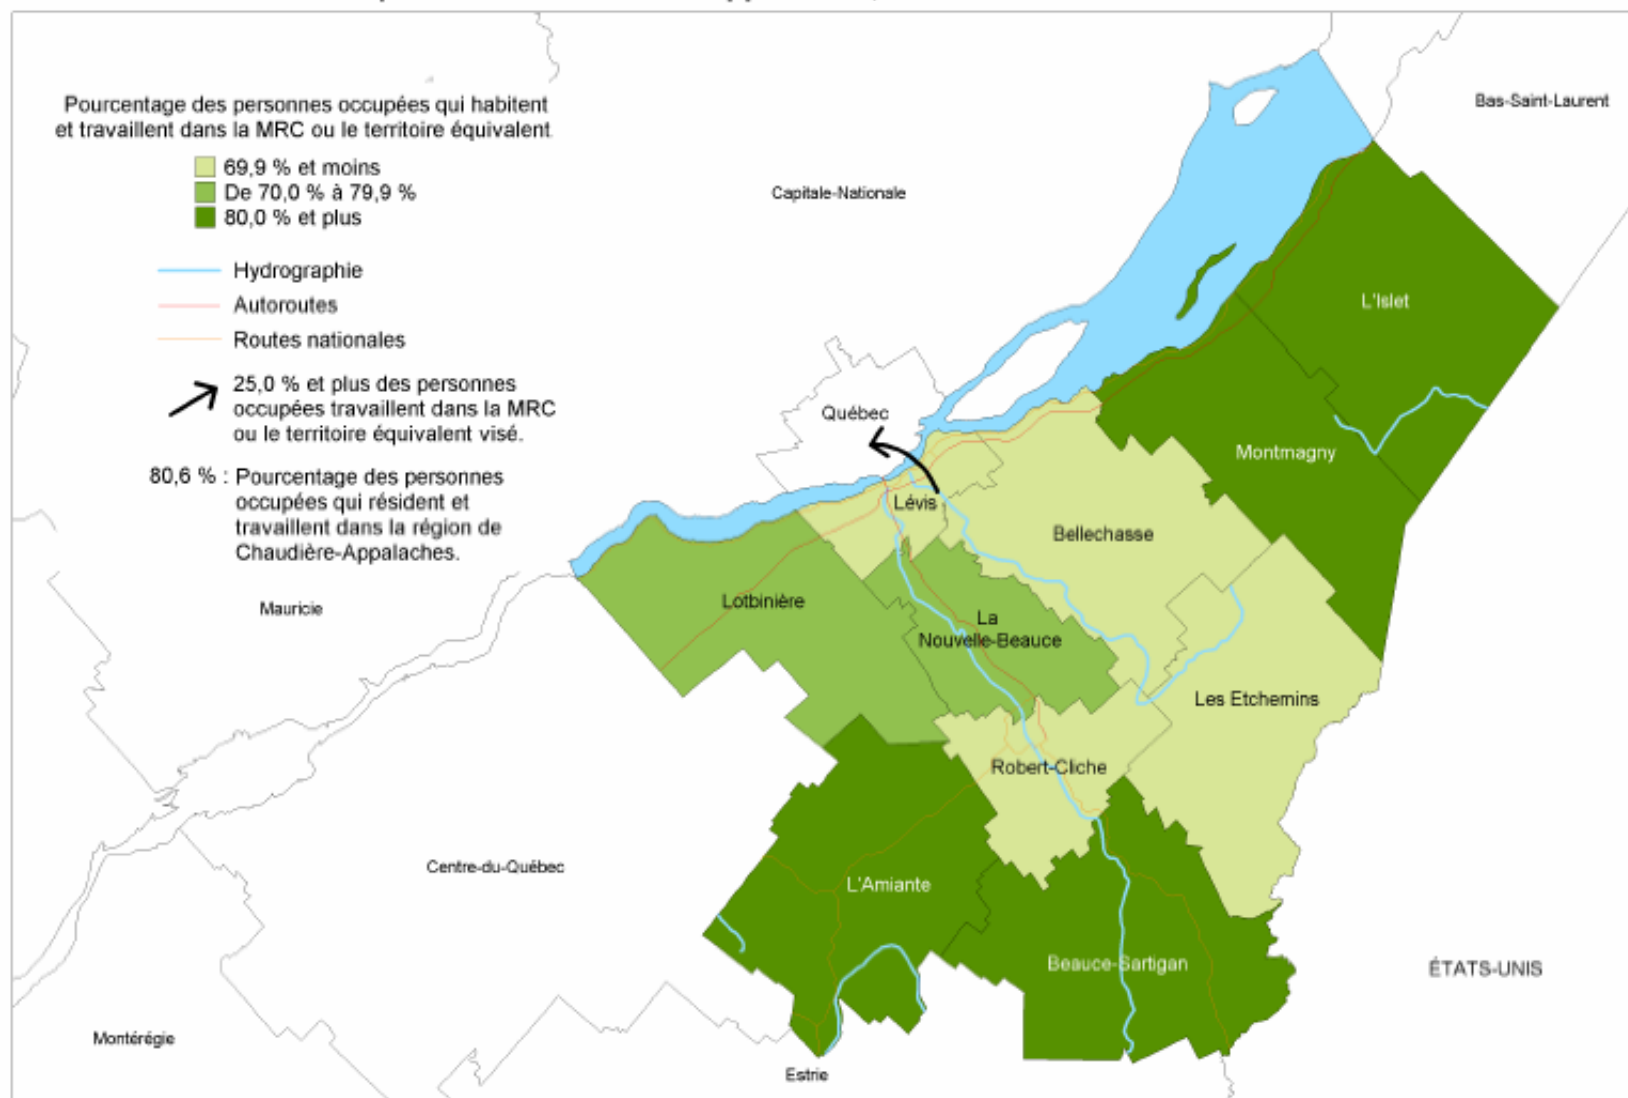 Pourcentage des personnes occupées qui habitent
et travaillent dans la MRC ou le territoire équivalent
69,9 % et moins
De 70,0 % à 79,9 %
80,0 % et plus
Hydrographie
Autoroutes
Routes nationales
25,0 % et plus des personnes
occupées travaillent dans la MRC
ou le territoire équivalent visé.
80,6 % : Pourcentage des personnes
occupées qui résident et
travaillent dans la région de
Chaudière-Appalaches.
Bas-Saint-Laurent
Capitale-Nationale
L'Islet
Québec
Montmagny
Lévis
Bellechasse
Lotbinière
Mauricie
La
Nouvelle-Beauce
Les Etchemins
Robert-Cliche
Centre-du-Québec
L'Amiante
Beauce-Sartigan
ÉTATS-UNIS
Montérégie
Estrie